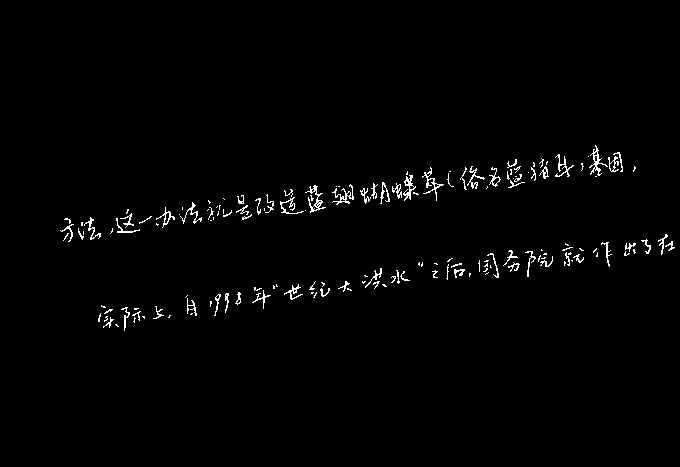 方法,这一办法就是改造蓝翅蝴蝶草(俗名蓝猪耳)基因,
实际上,自1998年“世纪大洪水”之后,国务院就作出了在